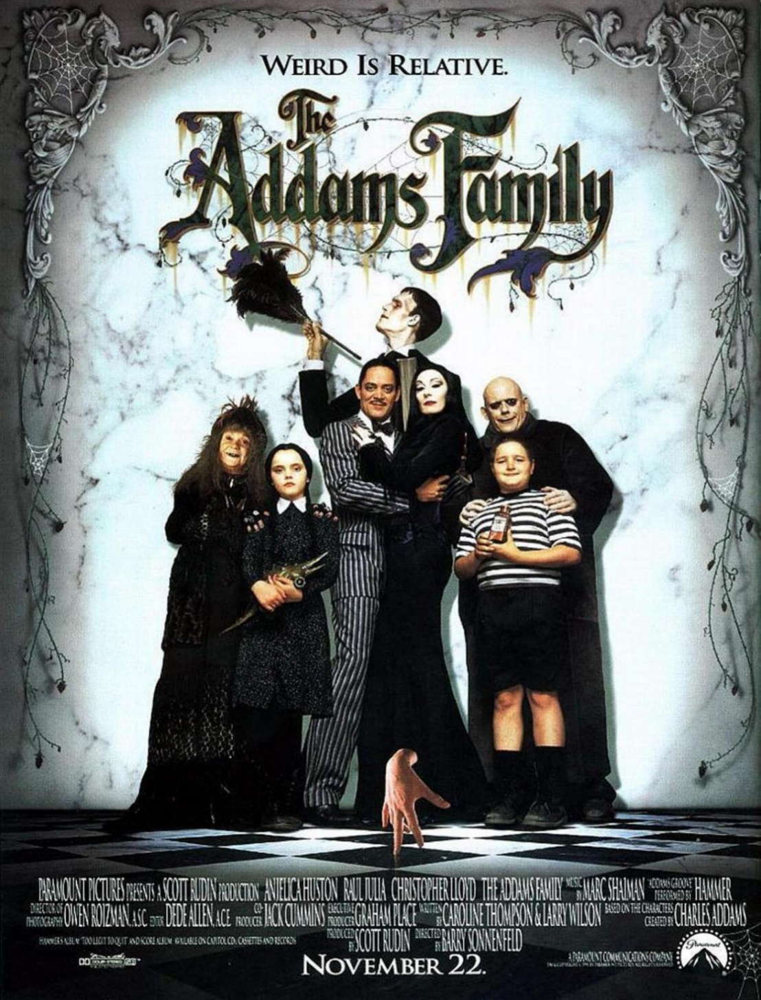 WEIRD IS RELATIVE.
The
Addams Family
PARAMOUNT PICTURES PRESENTS A SCOTT RUDIN PRODUCTION ANJELICA HUSTON RAUL JULIA CHRISTOPHER LLOYD THE ADDAMS FAMILY MUSIC BY MARC SHAIMAN "ADDAMS GROOVE" PERFORMED BY HAMMER
DIRECTOR OF PHOTOGRAPHY OWEN ROIZMAN, A.S.C. EDITOR DEDE ALLEN, A.C.E. CO-PRODUCER JACK CUMMINS EXECUTIVE PRODUCER GRAHAM PLACE WRITTEN BY CAROLINE THOMPSON & LARRY WILSON BASED ON THE CHARACTERS CREATED BY CHARLES ADDAMS
HAMMER'S ALBUM "TOO LEGIT TO QUIT" AND SCORE ALBUM AVAILABLE ON CAPITOL CD, CASSETTES AND RECORDS
PRODUCED BY SCOTT RUDIN DIRECTED BY BARRY SONNENFELD
DOLBY STEREO SR
NOVEMBER 22.
A PARAMOUNT COMMUNICATIONS COMPANY
Paramount